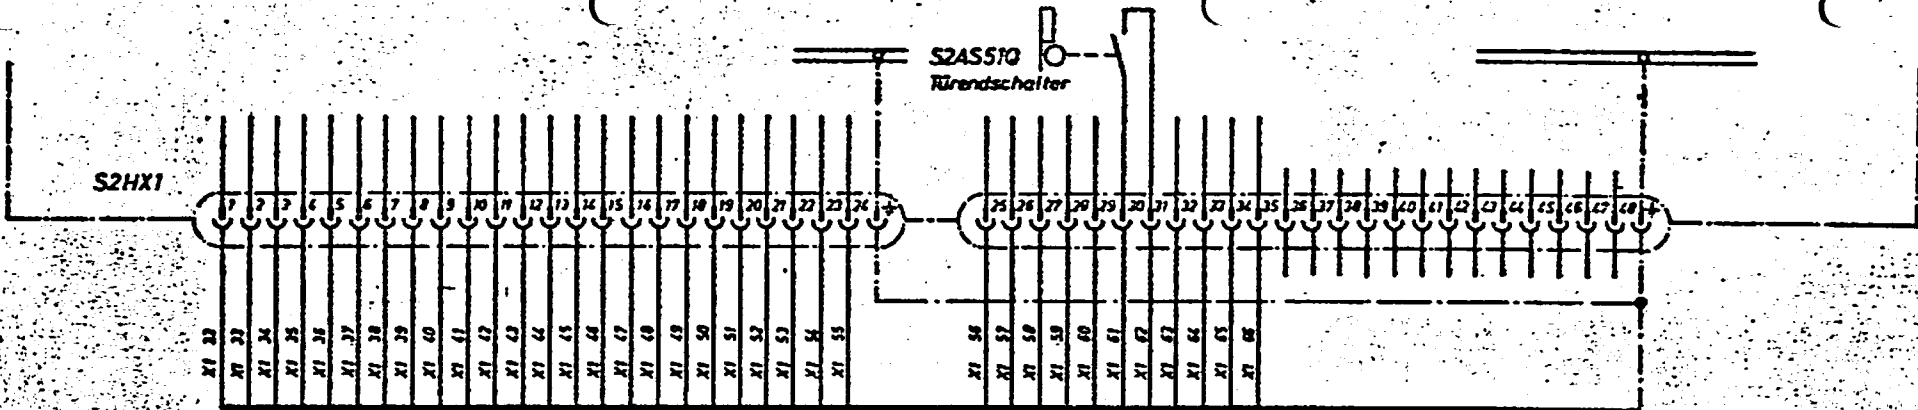 S2AS51Q
Türendschalter
S2HX1
1 2 3 4 5 6 7 8 9 10 11 12 13 14 15 16 17 18 19 20 21 22 23 24
25 26 27 28 29 30 31 32 33 34 35 36 37 38 39 40 41 42 43 44 45 46 47 48
X1 32 X1 33 X1 34 X1 35 X1 36 X1 37 X1 38 X1 39 X1 40 X1 41 X1 42 X1 43 X1 44 X1 45 X1 46 X1 47 X1 48 X1 49 X1 50 X1 51 X1 52 X1 53 X1 54 X1 55
X1 56 X1 57 X1 58 X1 59 X1 60 X1 61 X1 62 X1 63 X1 64 X1 65 X1 66